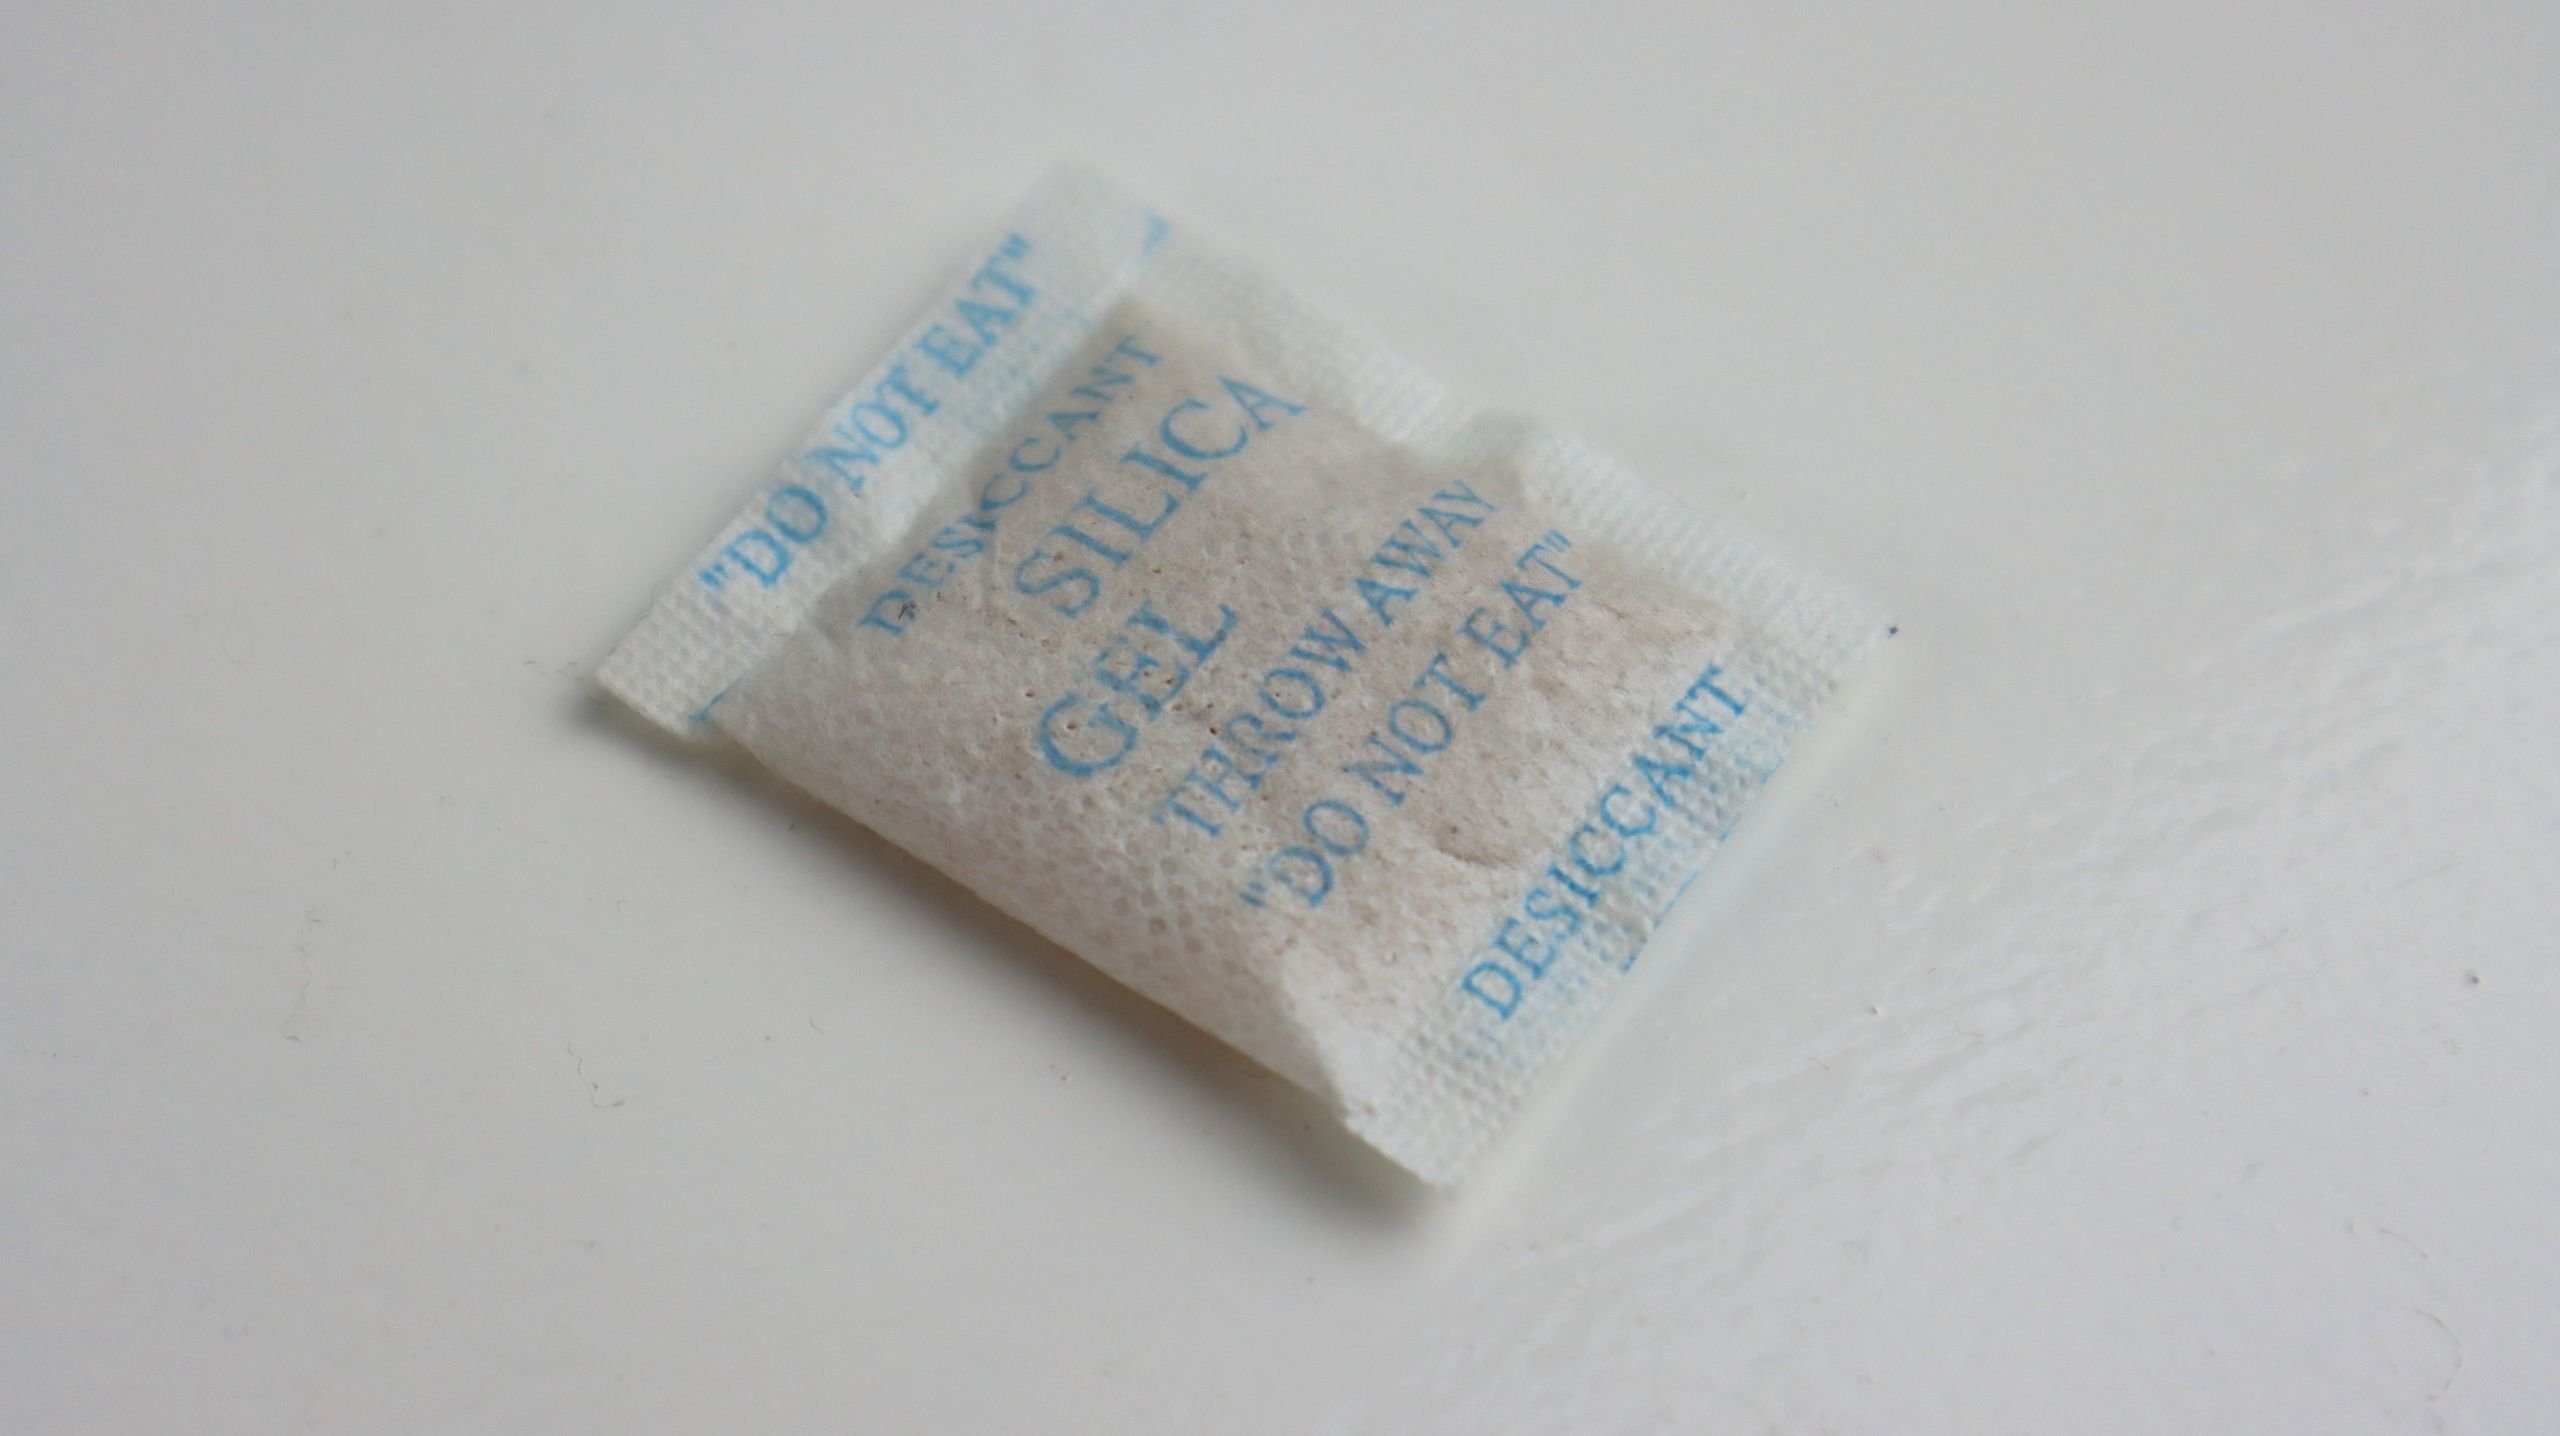 "DO NOT EAT"
DESICCANT
SILICA
GEL
THROW AWAY
"DO NOT EAT"
DESICCANT